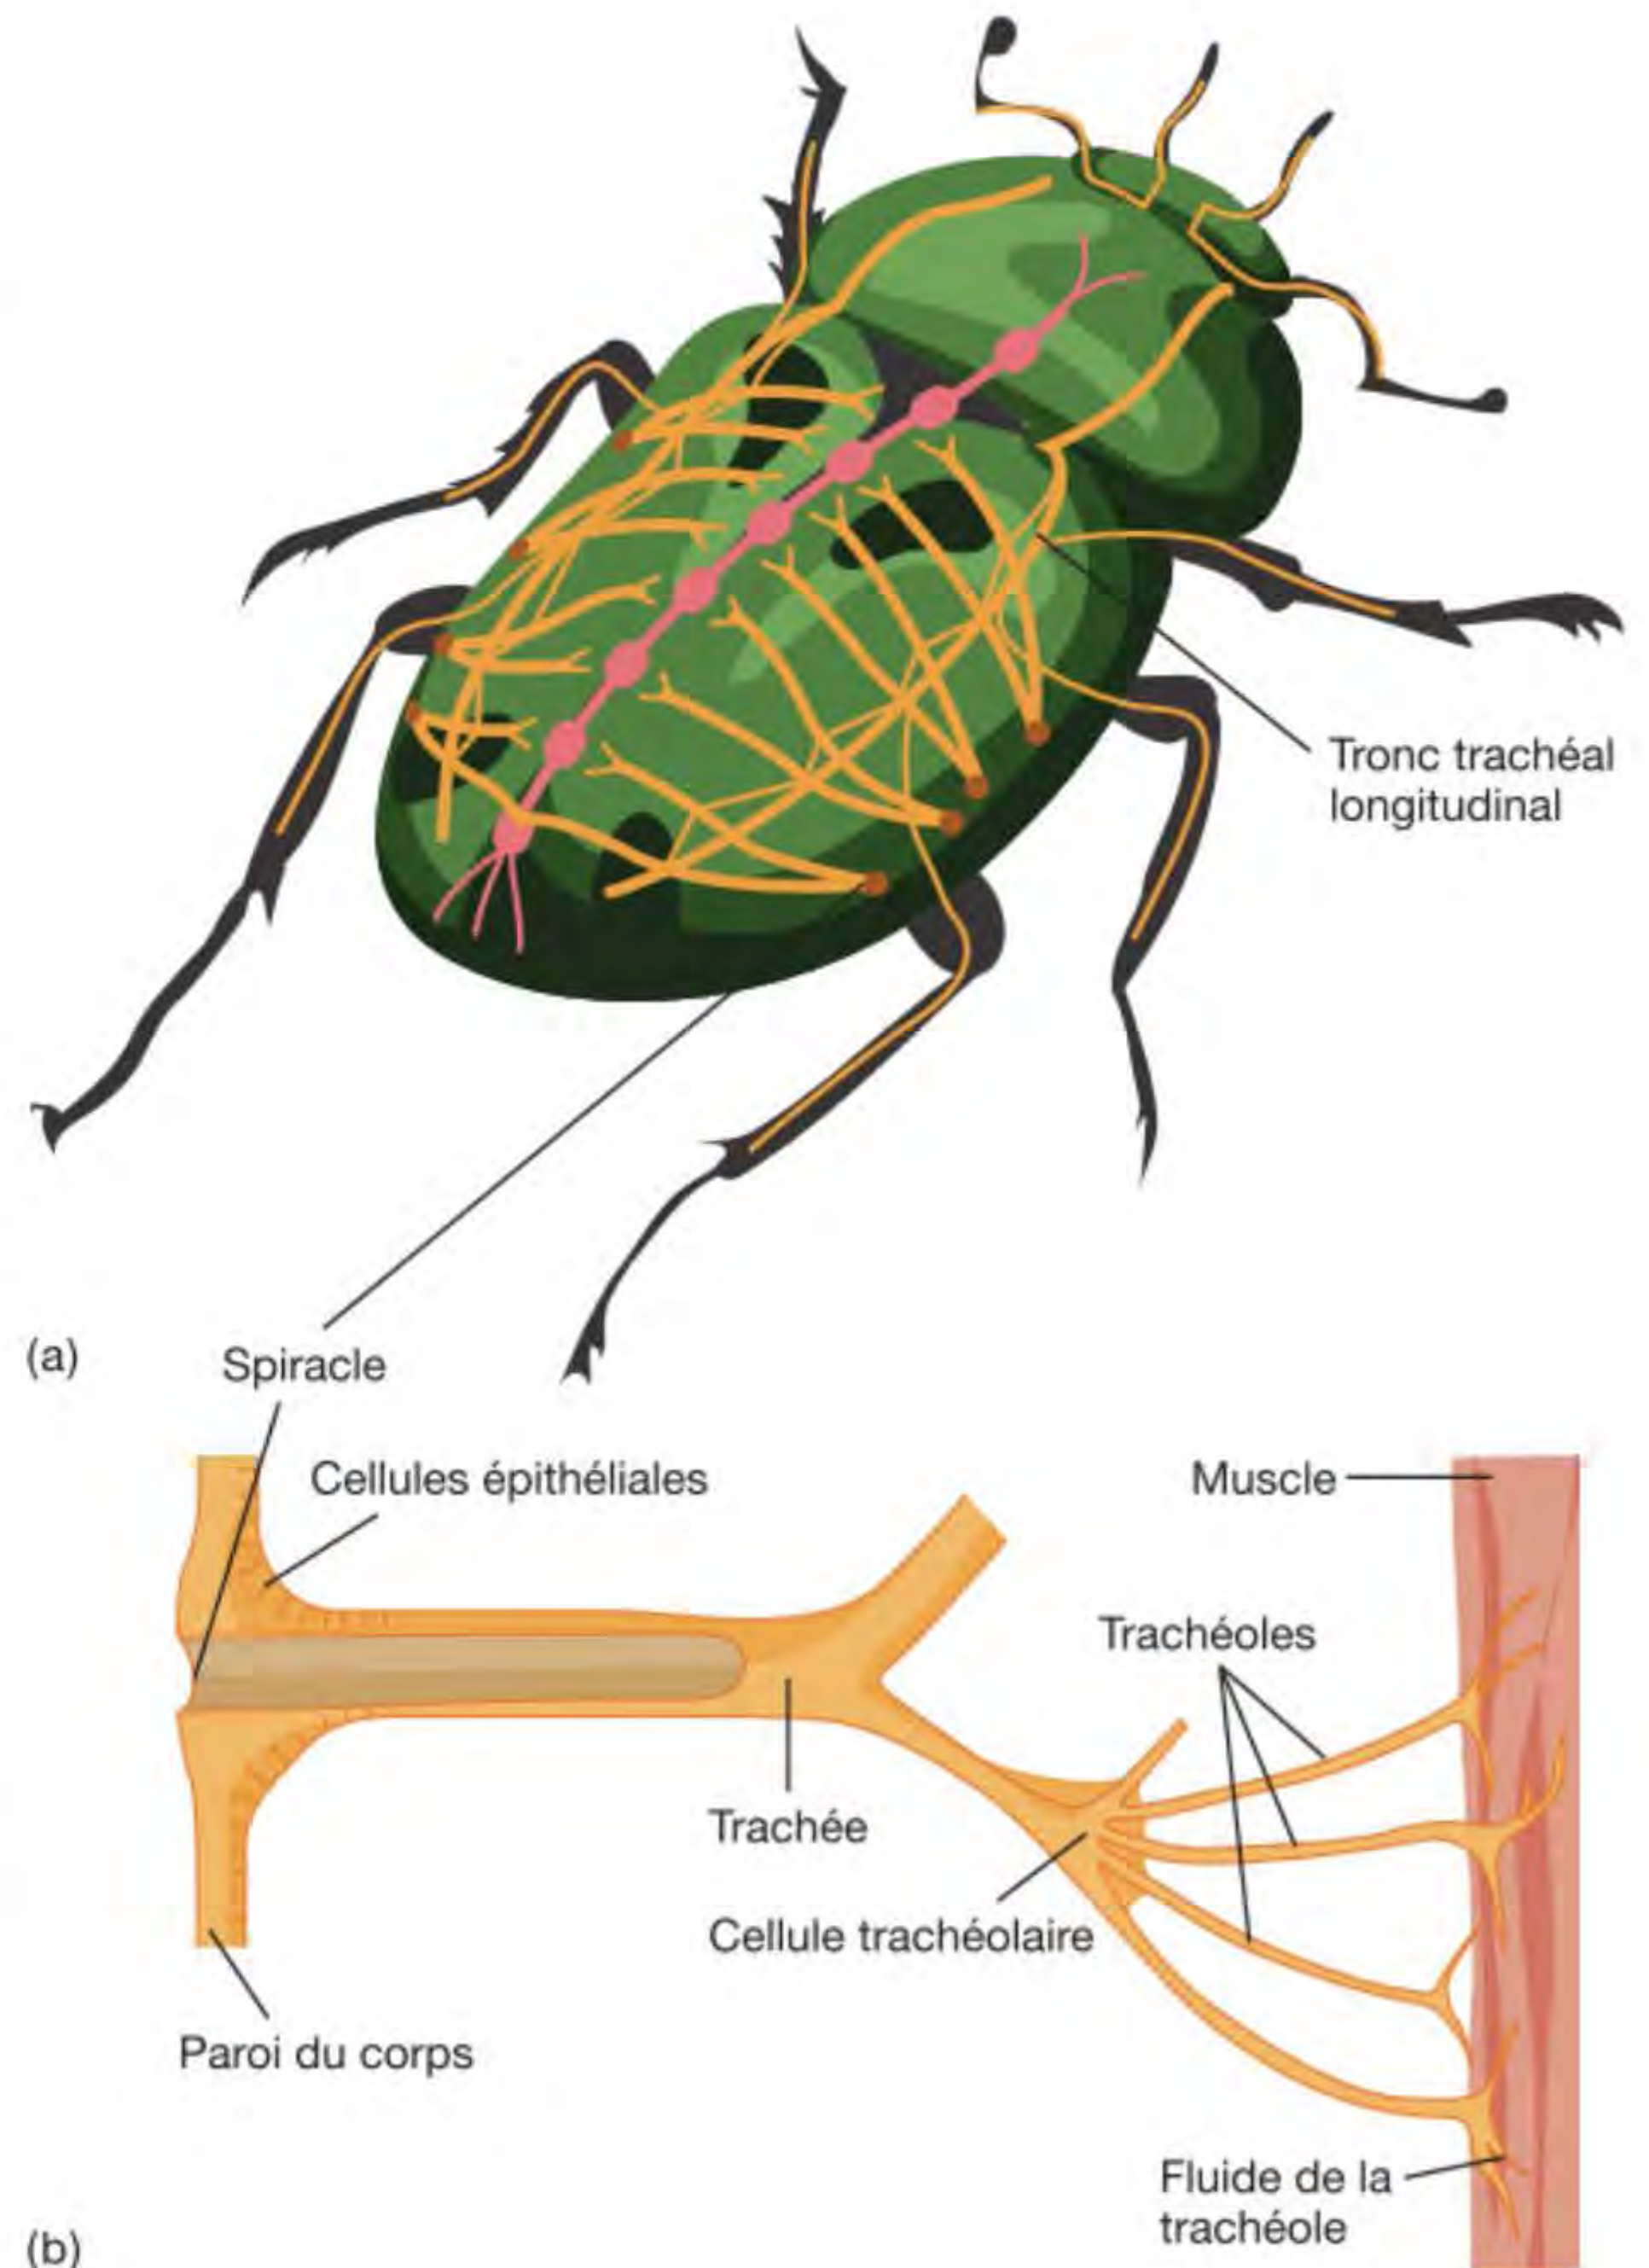 Tronc trachéal
longitudinal
(a)
Spiracle
Cellules épithéliales
Muscle
Trachéoles
Trachée
Cellule trachéolaire
Paroi du corps
Fluide de la
trachéole
(b)